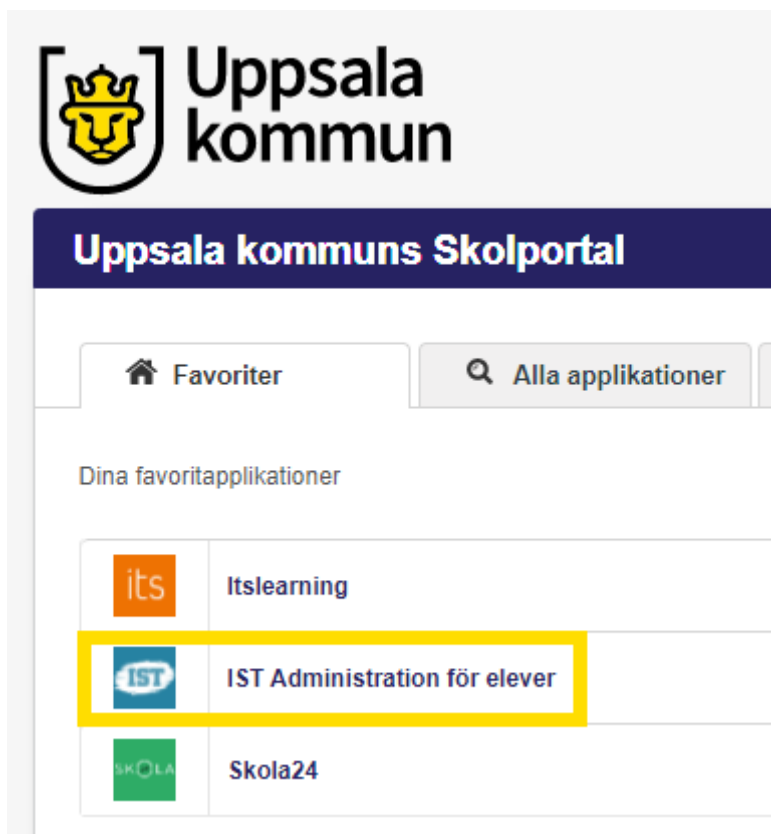 Uppsala
kommun
Uppsala kommuns Skolportal
Favoriter
Alla applikationer
Dina favoritapplikationer
its
Itslearning
IST
IST Administration för elever
SKOLA
Skola24